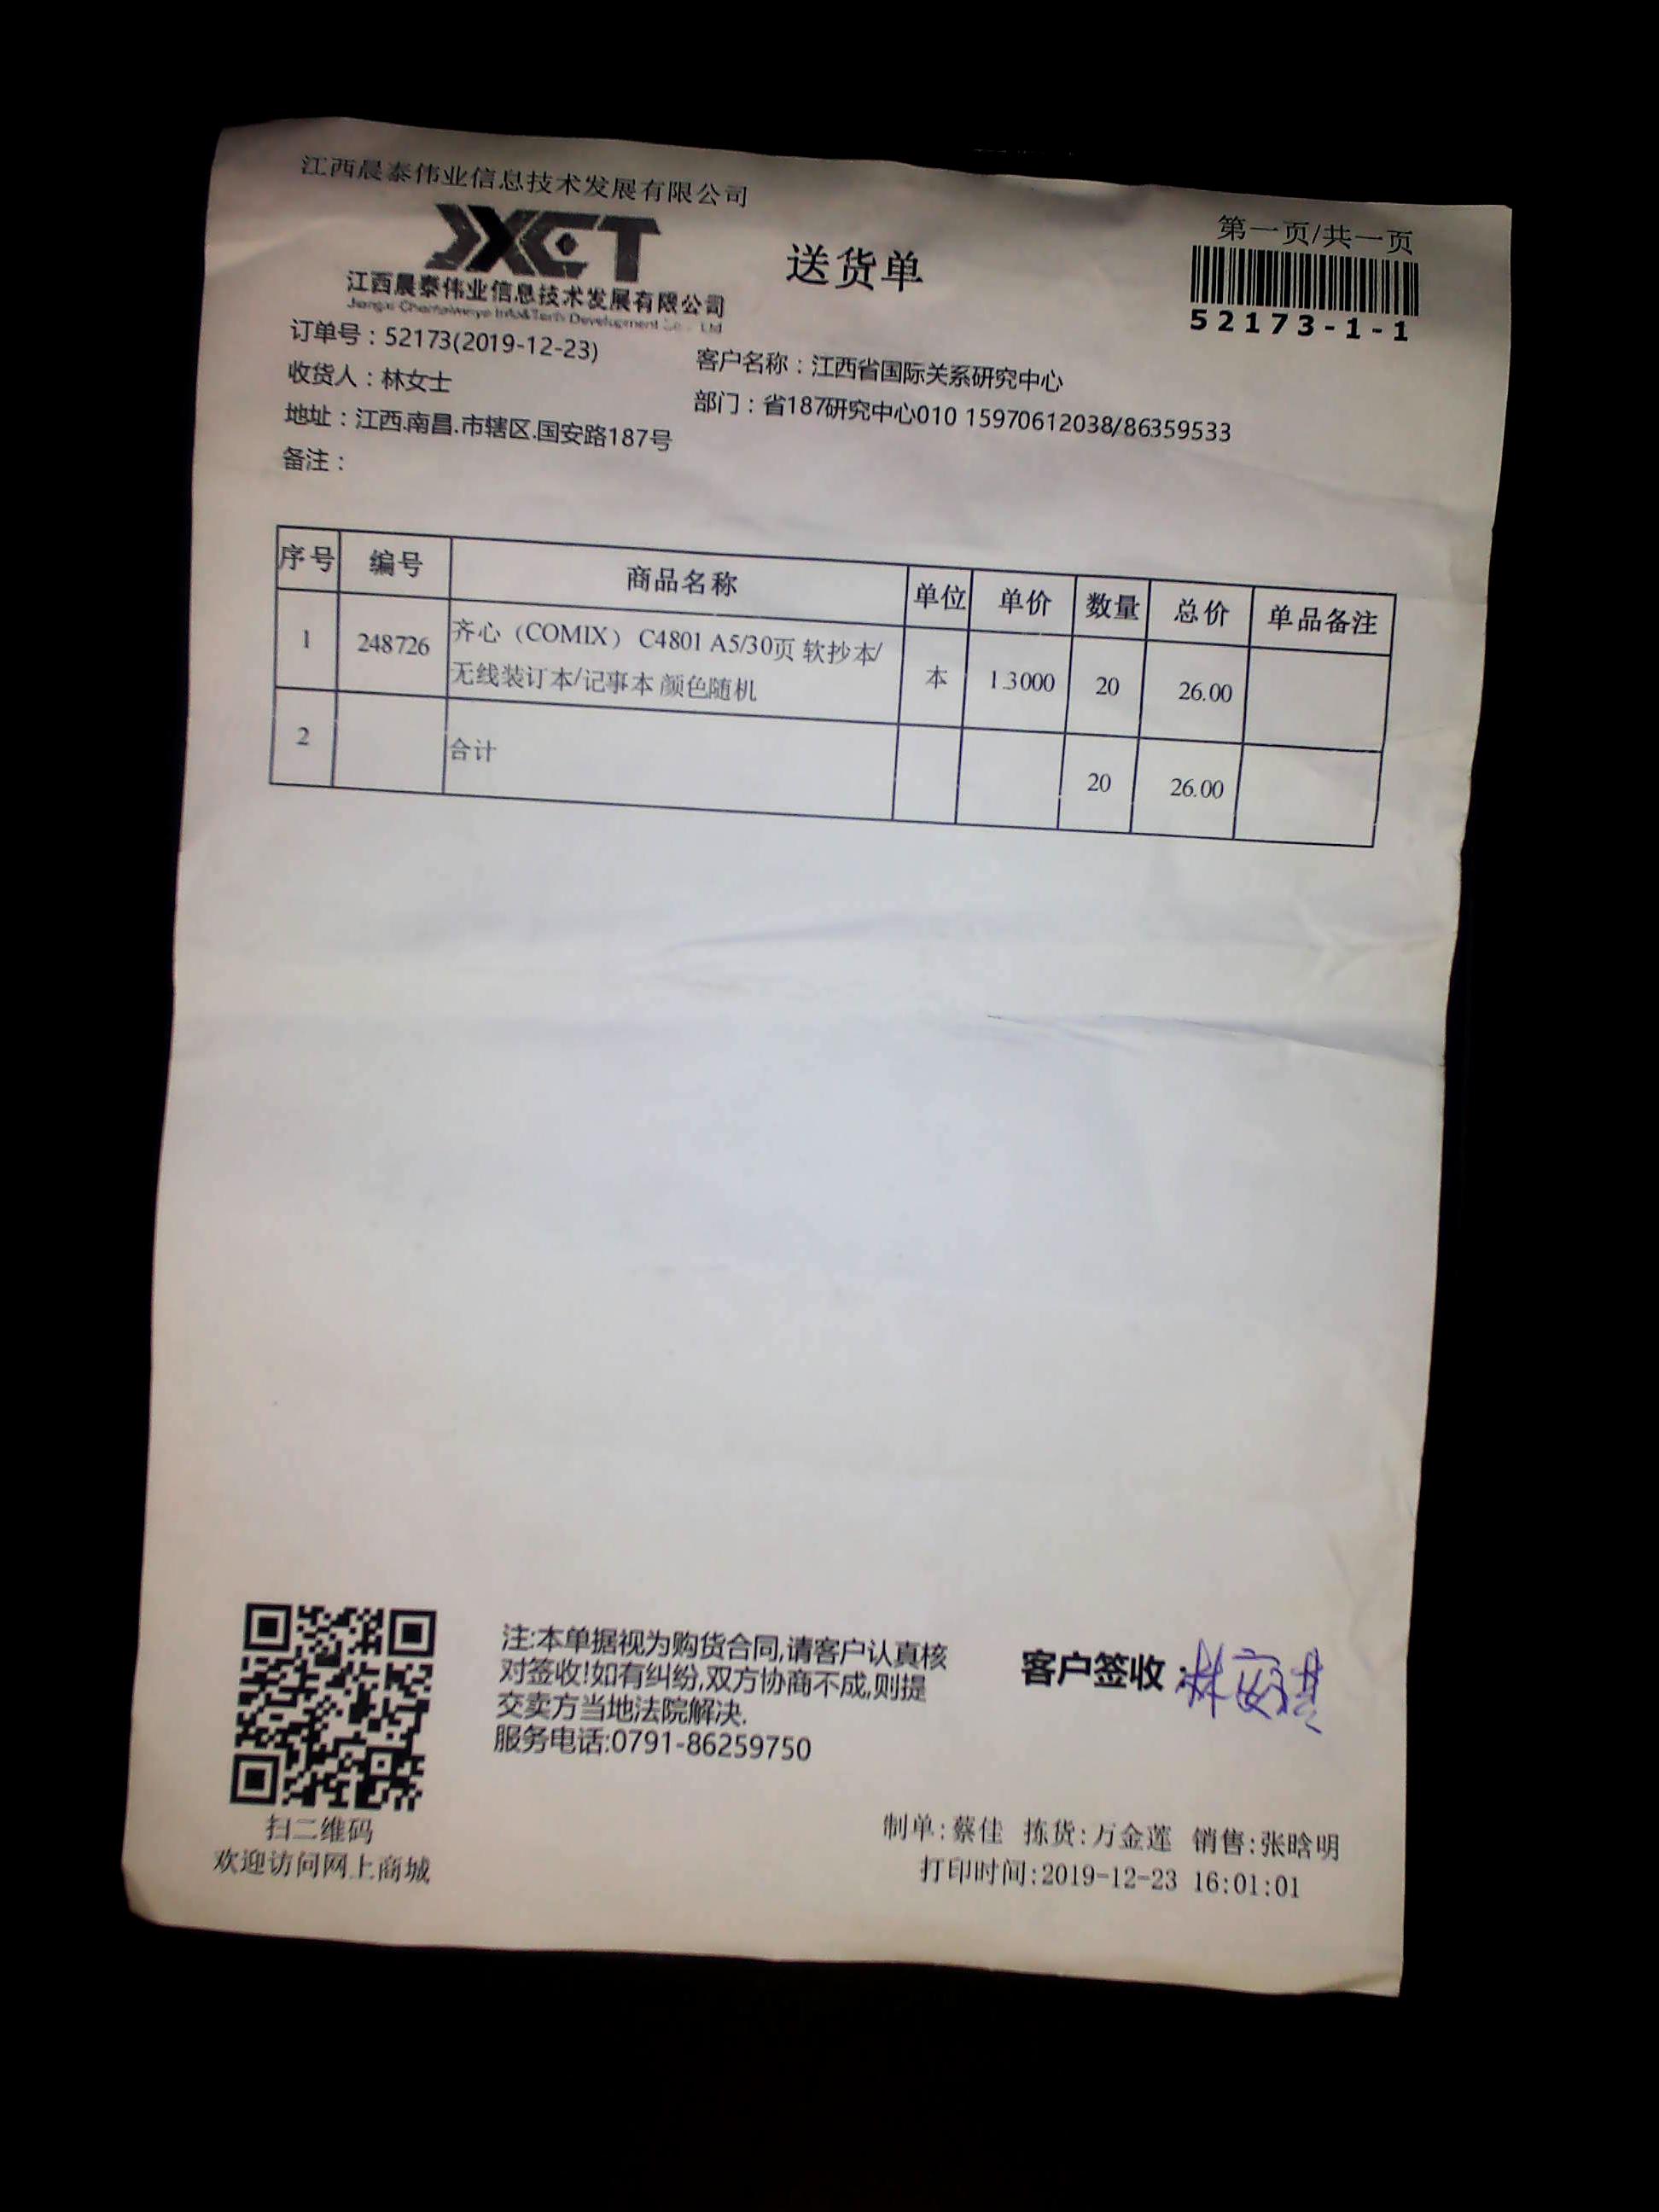 江西晨泰伟业信息技术发展有限公司
第一页/共一页
JXCT
送货单
江西晨泰伟业信息技术发展有限公司
52173-1-1
订单号：52173(2019-12-23)
客户名称：江西省国际关系研究中心
收货人：林女士
部门：省187研究中心010 15970612038/86359533
地址：江西.南昌.市辖区.国安路187号
备注：
序号 编号 商品名称 单位 单价 数量 总价 单品备注
1 248726 齐心（COMIX） C4801 A5/30页 软抄本/
无线装订本/记事本 颜色随机 本 1.3000 20 26.00
2 合计 20 26.00
注:本单据视为购货合同,请客户认真核
对签收!如有纠纷,双方协商不成,则提
交卖方当地法院解决.
服务电话:0791-86259750
客户签收：林
扫二维码
欢迎访问网上商城
制单:蔡佳 拣货:万金莲 销售:张晗明
打印时间:2019-12-23 16:01:01